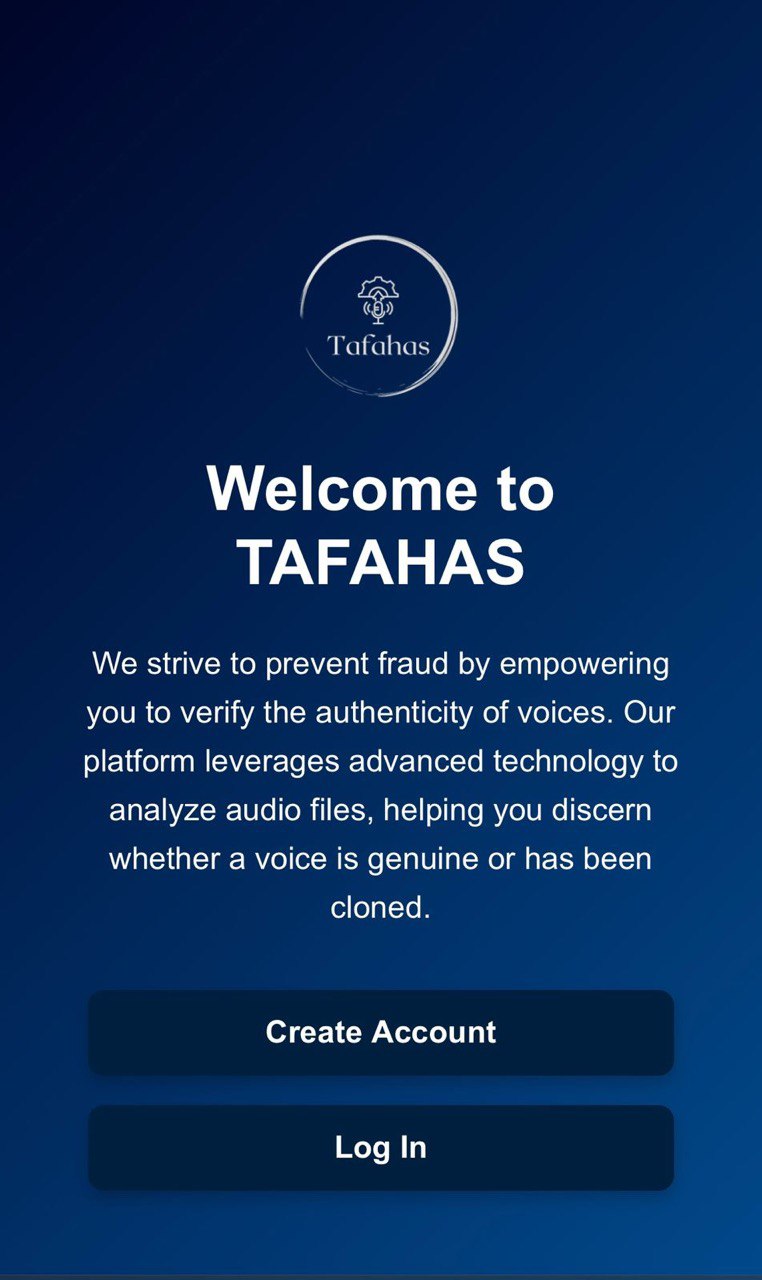 Tafahas
Welcome to
TAFAHAS
We strive to prevent fraud by empowering
you to verify the authenticity of voices. Our
platform leverages advanced technology to
analyze audio files, helping you discern
whether a voice is genuine or has been
cloned.
Create Account
Log In